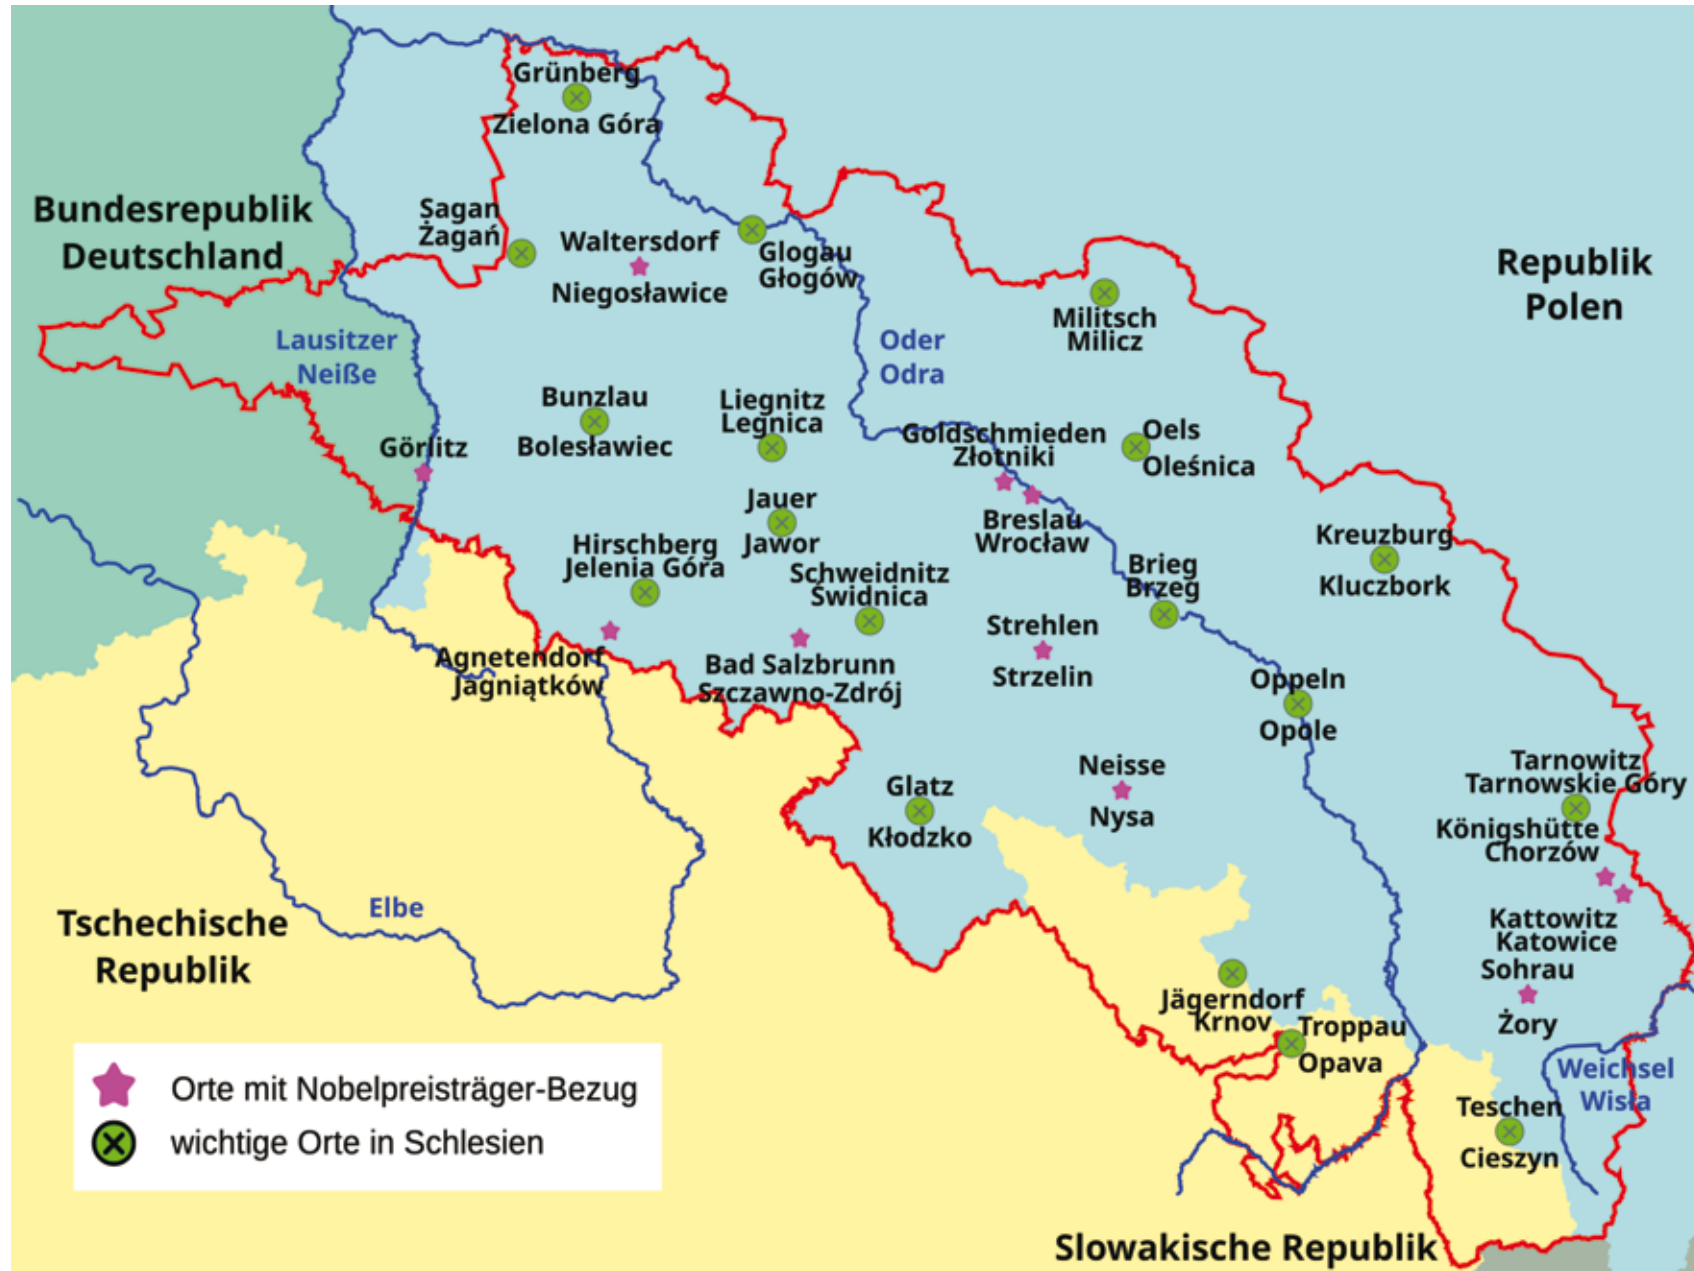 Grünberg
Zielona Góra
Bundesrepublik
Deutschland
Sagan
Żagań
Waltersdorf
Niegosławice
Glogau
Głogów
Republik
Polen
Militsch
Milicz
Lausitzer
Neiße
Oder
Odra
Bunzlau
Bolesławiec
Liegnitz
Legnica
Görlitz
Goldschmieden
Złotniki
Oels
Oleśnica
Jauer
Jawor
Breslau
Wrocław
Kreuzburg
Kluczbork
Hirschberg
Jelenia Góra
Schweidnitz
Świdnica
Brieg
Brzeg
Strehlen
Strzelin
Agnetendorf
Jagniątków
Bad Salzbrunn
Szczawno-Zdrój
Oppeln
Opole
Neisse
Nysa
Tarnowitz
Tarnowskie Góry
Glatz
Kłodzko
Königshütte
Chorzów
Tschechische
Republik
Elbe
Kattowitz
Katowice
Sohrau
Żory
Jägerndorf
Krnov
Troppau
Opava
Weichsel
Wisła
Teschen
Cieszyn
Orte mit Nobelpreisträger-Bezug
wichtige Orte in Schlesien
Slowakische Republik